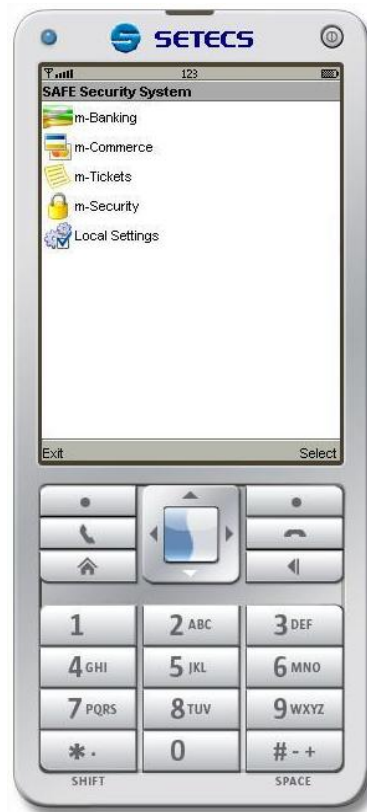 SETECS
123
SAFE Security System
m-Banking
m-Commerce
m-Tickets
m-Security
Local Settings
Exit Select
1 2 ABC 3 DEF
4 GHI 5 JKL 6 MNO
7 PQRS 8 TUV 9 WXYZ
* . 0 # - +
SHIFT SPACE